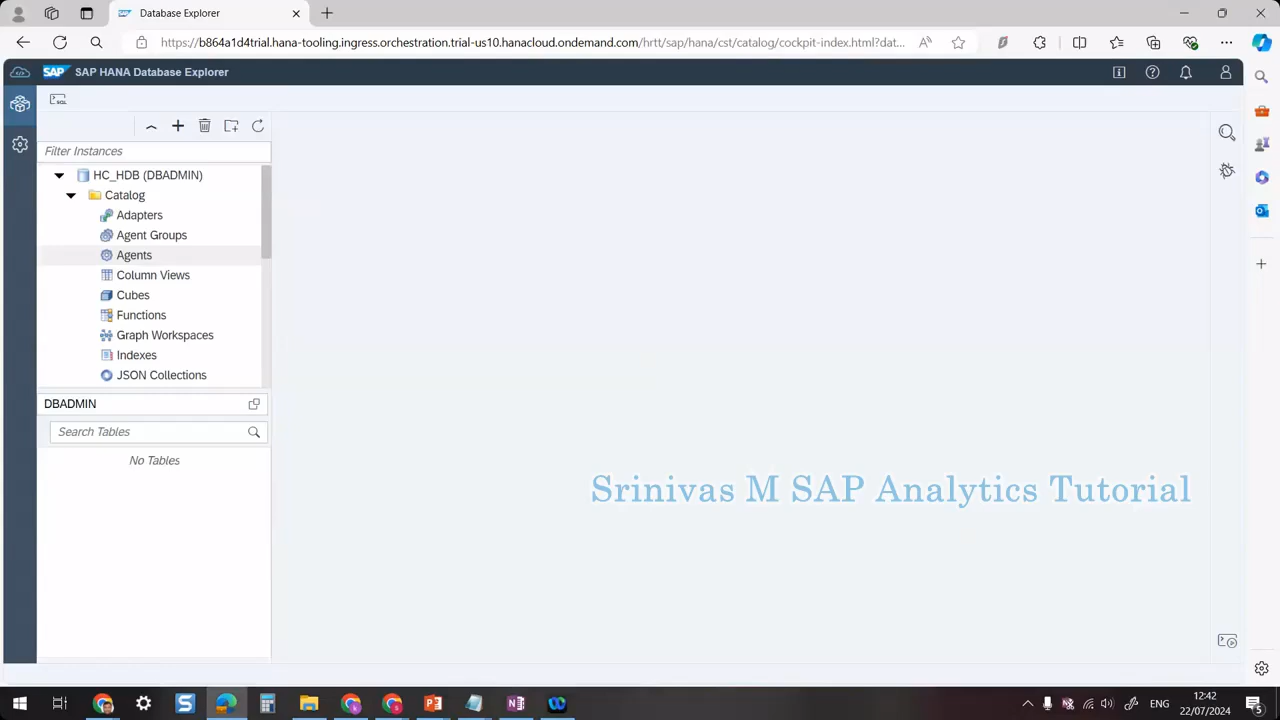 Database Explorer
https://b864a1d4trial.hana-tooling.ingress.orchestration.trial-us10.hanacloud.ondemand.com/hrtt/sap/hana/cst/catalog/cockpit-index.html?dat...
SAP SAP HANA Database Explorer
SQL
Filter Instances
HC_HDB (DBADMIN)
Catalog
Adapters
Agent Groups
Agents
Column Views
Cubes
Functions
Graph Workspaces
Indexes
JSON Collections
DBADMIN
Search Tables
No Tables
Srinivas M SAP Analytics Tutorial
ENG
12:42
22/07/2024
5